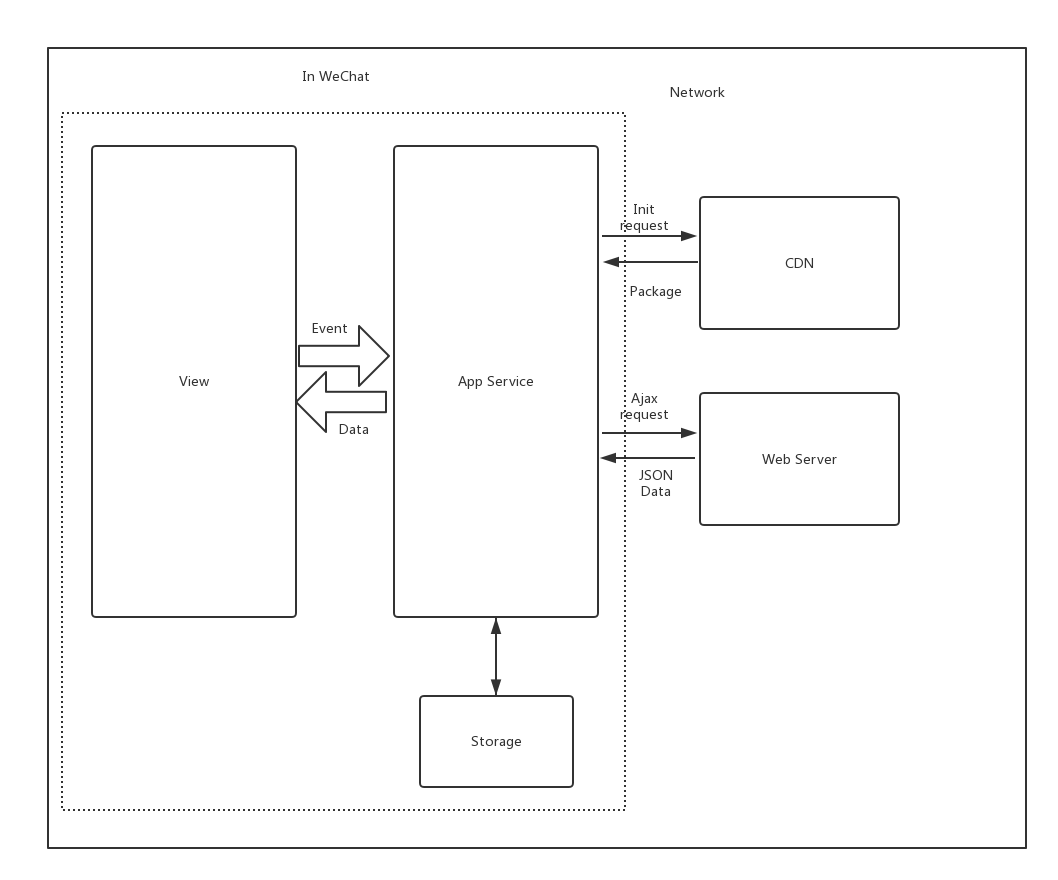 In WeChat
Network
Init
request
CDN
Package
Event
View
App Service
Data
Ajax
request
Web Server
JSON
Data
Storage